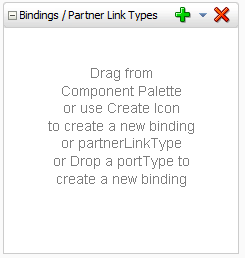 Bindings / Partner Link Types
Drag from
Component Palette
or use Create Icon
to create a new binding
or partnerLinkType
or Drop a portType to
create a new binding